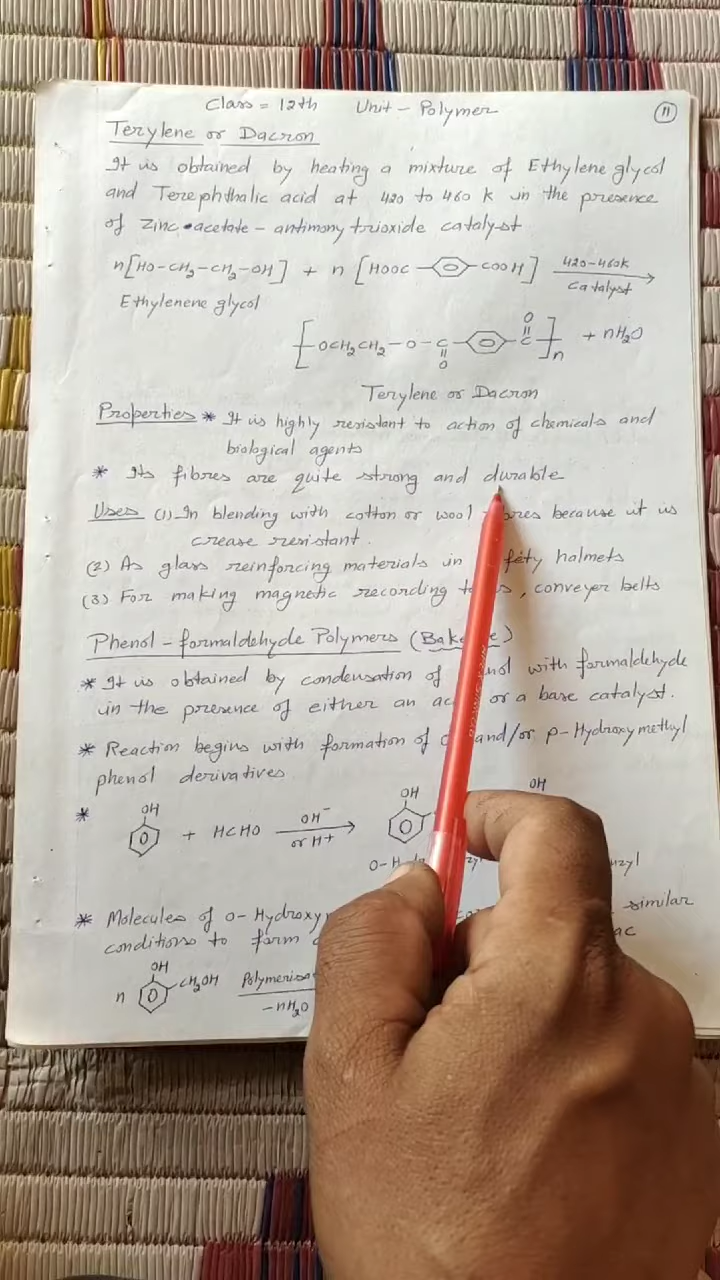 Class = 12th Unit - Polymer
11
Terylene or Dacron
It is obtained by heating a mixture of Ethylene glycol
and Terephthalic acid at 420 to 460 k in the presence
of zinc acetate - antimony trioxide catalyst
n[HO-CH2-CH2-OH] + n [HOOC COOH] 420-460k
Catalyst
Ethylenene glycol
[OCH2CH2-O-C C]n + nH2O
O O
Terylene or Dacron
Properties * It is highly resistant to action of chemicals and
biological agents
* Its fibres are quite strong and durable
Uses (1) In blending with cotton or wool because it is
crease resistant.
(2) As glass reinforcing materials in halmets
(3) For making magnetic recording , conveyer belts
Phenol - formaldehyde Polymers
* It is obtained by condensation of with formaldehyde
in the presence of either an or a base catalyst.
* Reaction begins with formation of and/or p-Hydroxymethyl
phenol derivatives
* OH + HCHO OH-
or H+
OH OH
* Molecules of O- similar
conditions to form
n OH CH2OH
-nH2O